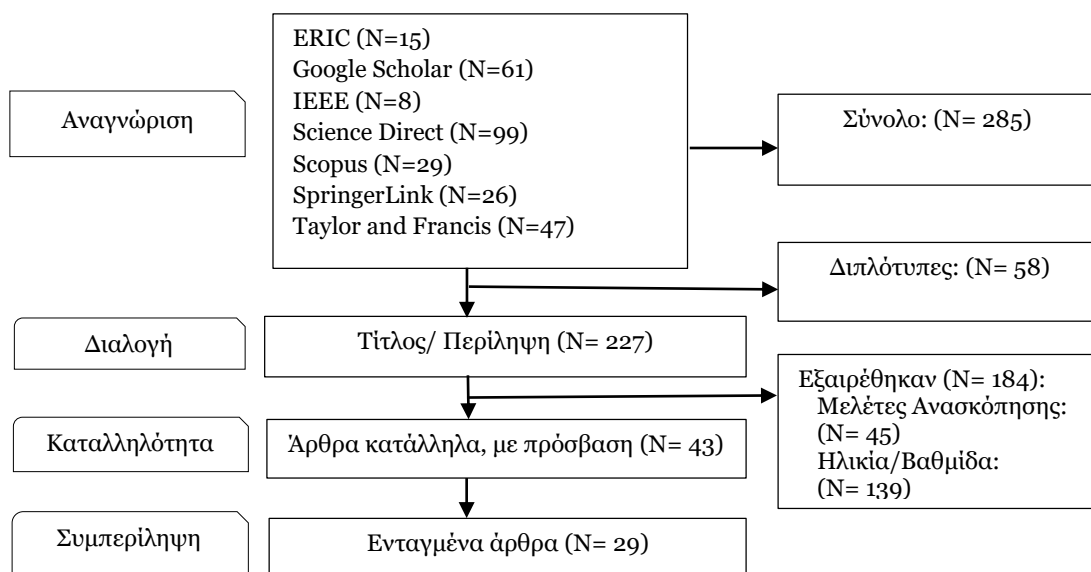 ERIC (N=15)
Google Scholar (N=61)
IEEE (N=8)
Science Direct (N=99)
Scopus (N=29)
SpringerLink (N=26)
Taylor and Francis (N=47)
Αναγνώριση
Σύνολο: (N= 285)
Διπλότυπες: (N= 58)
Διαλογή
Τίτλος/ Περίληψη (N= 227)
Εξαιρέθηκαν (N= 184):
Μελέτες Ανασκόπησης:
(N= 45)
Ηλικία/Βαθμίδα:
(N= 139)
Καταλληλότητα
Άρθρα κατάλληλα, με πρόσβαση (N= 43)
Συμπερίληψη
Ενταγμένα άρθρα (N= 29)